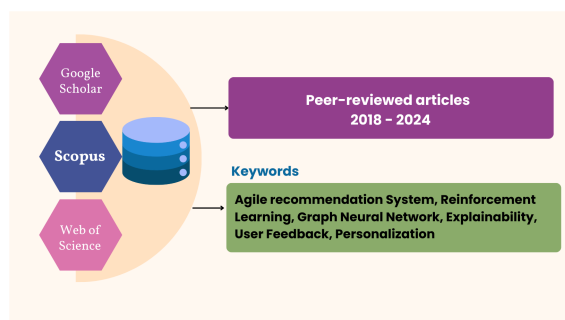 Google
Scholar
Scopus
Web of
Science
Peer-reviewed articles
2018 - 2024
Keywords
Agile recommendation System, Reinforcement
Learning, Graph Neural Network, Explainability,
User Feedback, Personalization